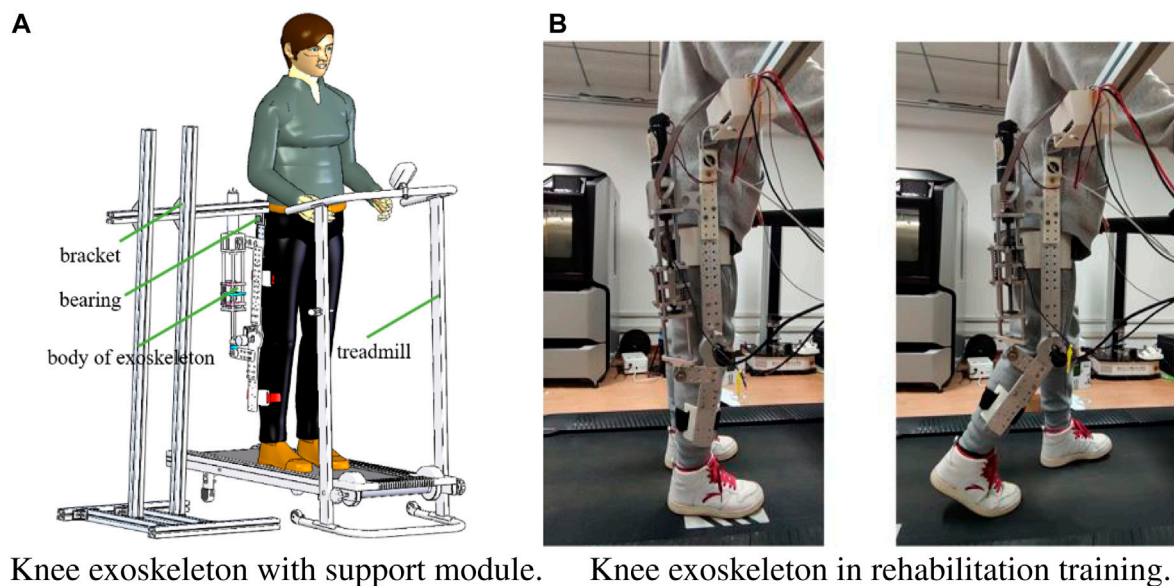 A
B
bracket
bearing
body of exoskeleton
treadmill
Knee exoskeleton with support module.
Knee exoskeleton in rehabilitation training.